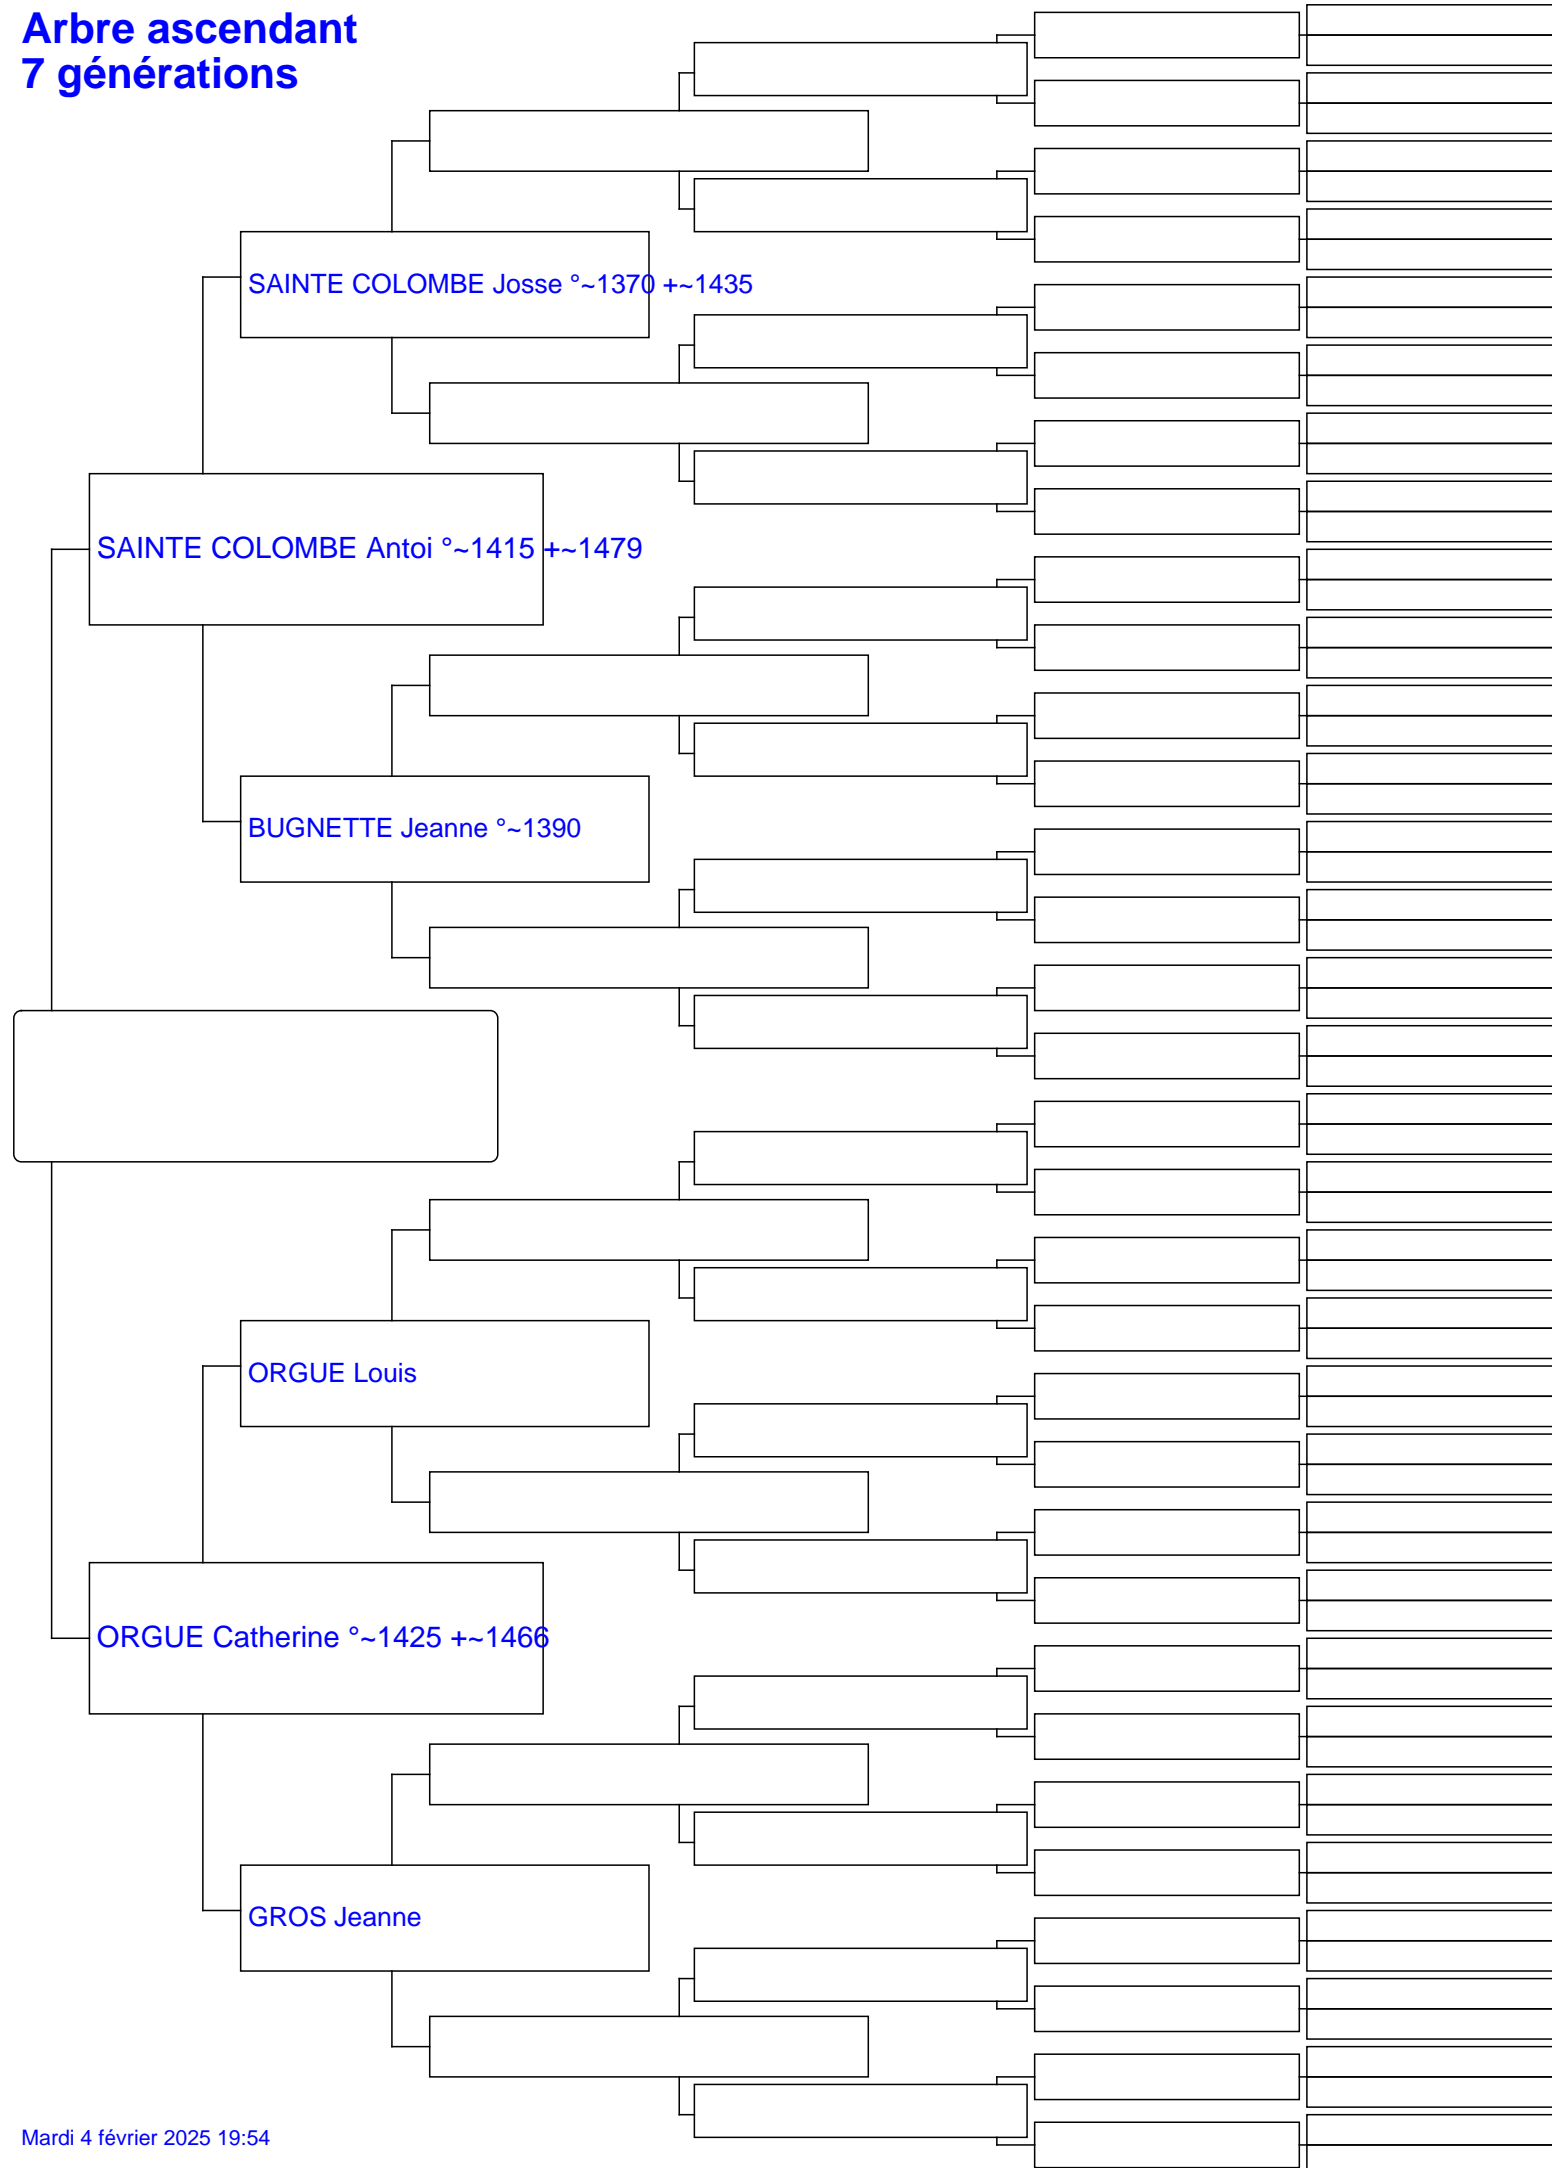 Arbre ascendant
7 générations
SAINTE COLOMBE Josse °~1370 +~1435
SAINTE COLOMBE Antoi °~1415 +~1479
BUGNETTE Jeanne °~1390
ORGUE Louis
ORGUE Catherine °~1425 +~1466
GROS Jeanne
Mardi 4 février 2025 19:54